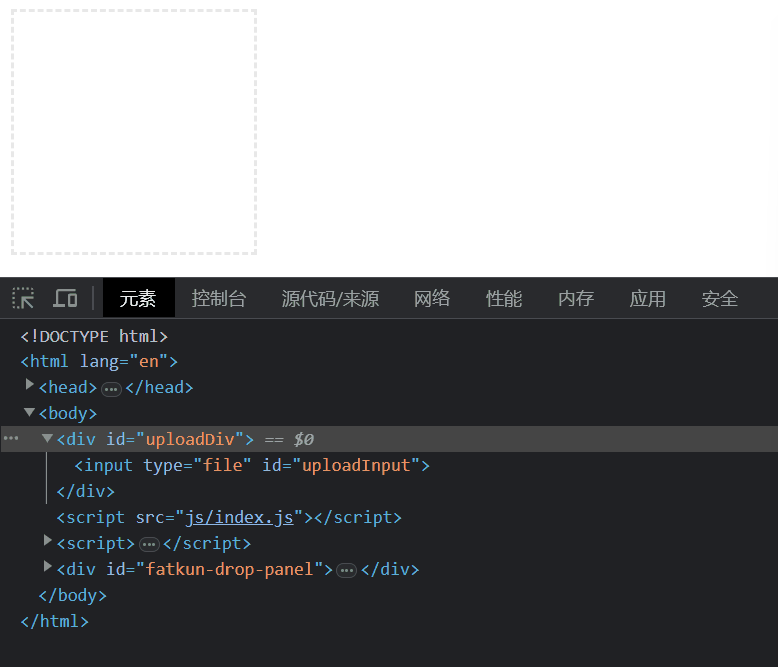 元素 控制台 源代码/来源 网络 性能 内存 应用 安全
<!DOCTYPE html>
<html lang="en">
<head>…</head>
<body>
<div id="uploadDiv"> == $0
<input type="file" id="uploadInput">
</div>
<script src="js/index.js"></script>
<script>…</script>
<div id="fatkun-drop-panel">…</div>
</body>
</html>